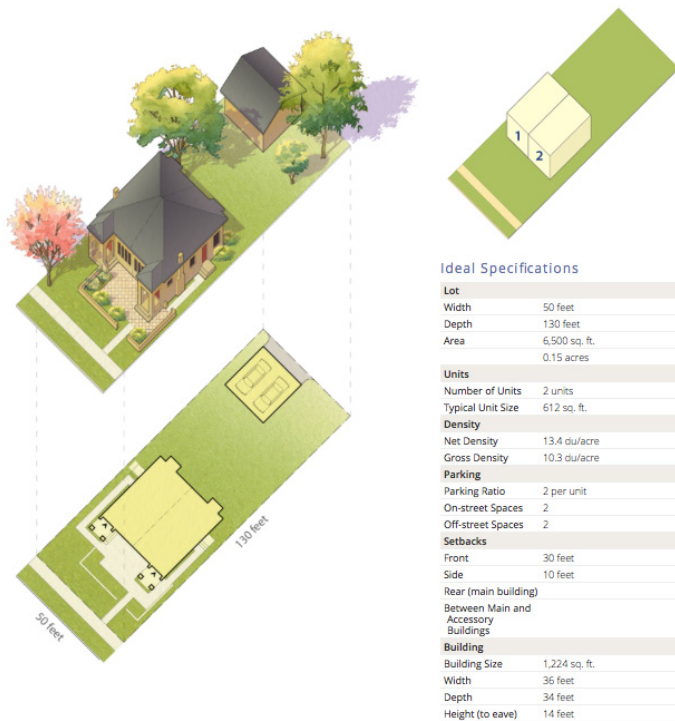 1
2
50 feet
130 feet
Ideal Specifications
Lot
Width 50 feet
Depth 130 feet
Area 6,500 sq. ft.
0.15 acres
Units
Number of Units 2 units
Typical Unit Size 612 sq. ft.
Density
Net Density 13.4 du/acre
Gross Density 10.3 du/acre
Parking
Parking Ratio 2 per unit
On-street Spaces 2
Off-street Spaces 2
Setbacks
Front 30 feet
Side 10 feet
Rear (main building)
Between Main and
Accessory
Buildings
Building
Building Size 1,224 sq. ft.
Width 36 feet
Depth 34 feet
Height (to eave) 14 feet